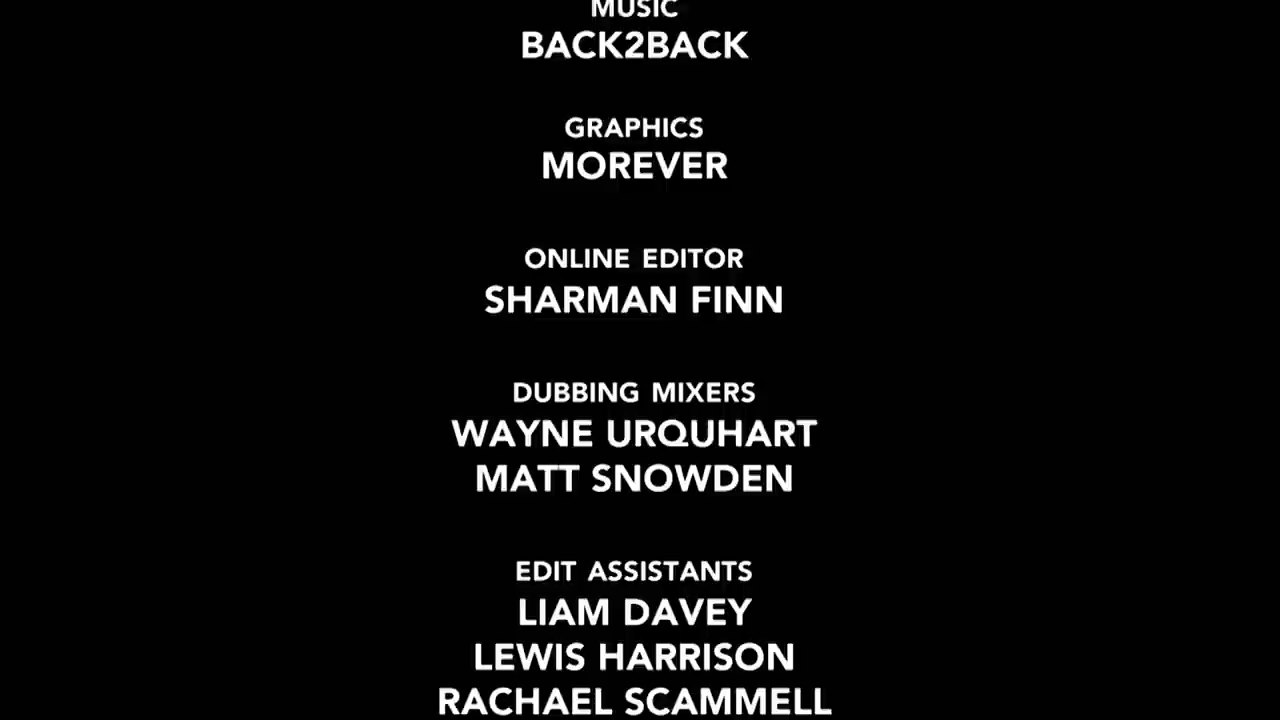 MUSIC
BACK2BACK
GRAPHICS
MOREVER
ONLINE EDITOR
SHARMAN FINN
DUBBING MIXERS
WAYNE URQUHART
MATT SNOWDEN
EDIT ASSISTANTS
LIAM DAVEY
LEWIS HARRISON
RACHAEL SCAMMELL